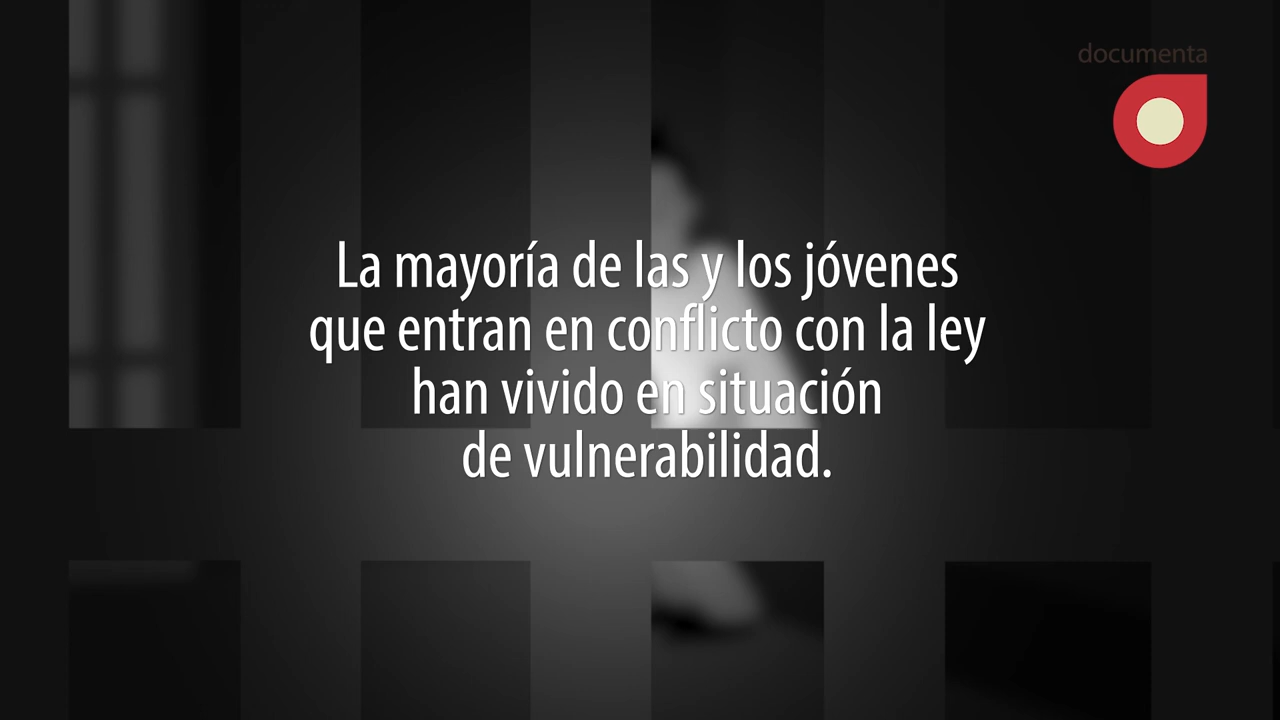 documenta
La mayoría de las y los jóvenes
que entran en conflicto con la ley
han vivido en situación
de vulnerabilidad.